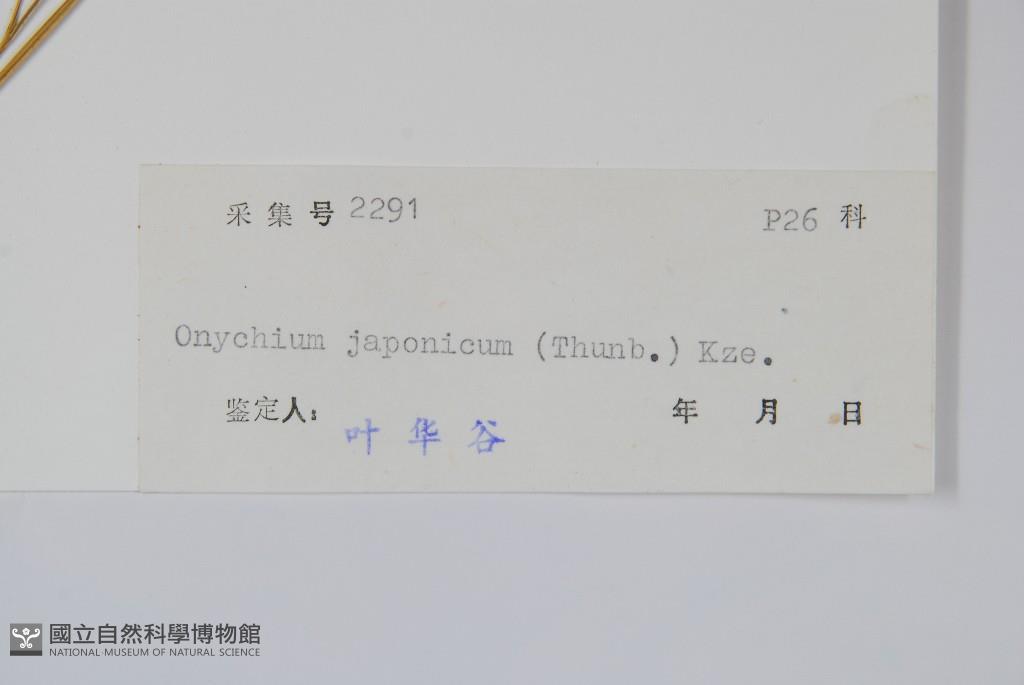 采集号 2291 P26 科
Onychium japonicum (Thunb.) Kze.
鉴定人: 叶华谷 年 月 日
國立自然科學博物館
NATIONAL MUSEUM OF NATURAL SCIENCE